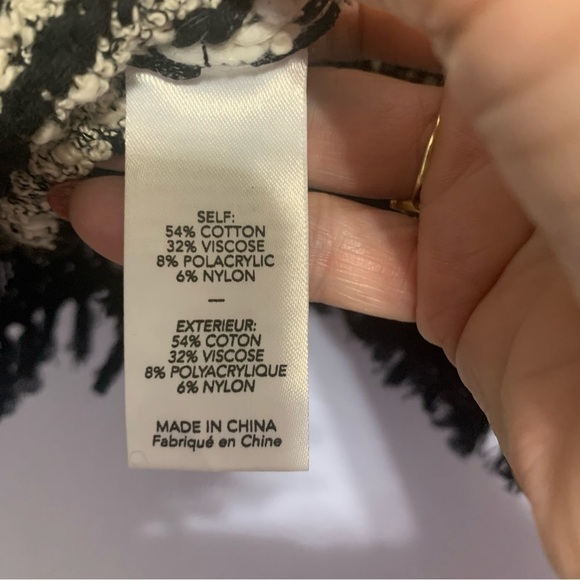 SELF:
54% COTTON
32% VISCOSE
8% POLACRYLIC
6% NYLON
—
EXTERIEUR:
54% COTON
32% VISCOSE
8% POLYACRYLIQUE
6% NYLON
MADE IN CHINA
Fabriqué en Chine